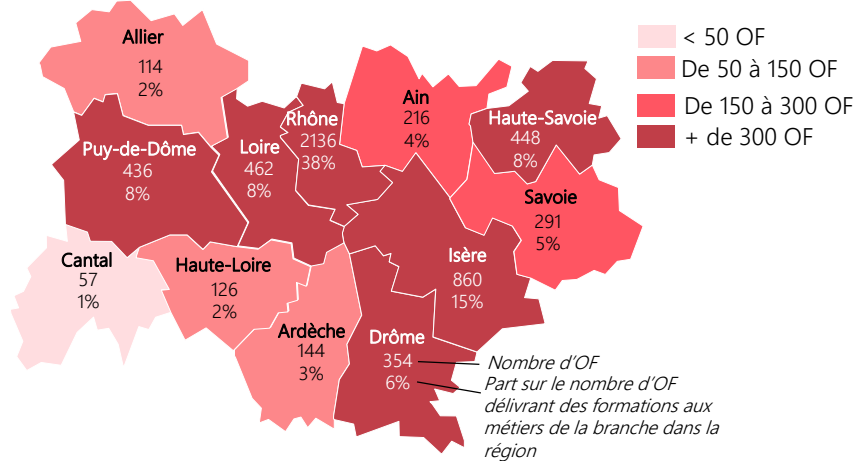 Allier
114
2%
< 50 OF
De 50 à 150 OF
De 150 à 300 OF
+ de 300 OF
Ain
216
4%
Rhône
2136
38%
Haute-Savoie
448
8%
Puy-de-Dôme
436
8%
Loire
462
8%
Savoie
291
5%
Isère
860
15%
Cantal
57
1%
Haute-Loire
126
2%
Ardèche
144
3%
Drôme
354
6%
Nombre d'OF
Part sur le nombre d'OF
délivrant des formations aux
métiers de la branche dans la
région